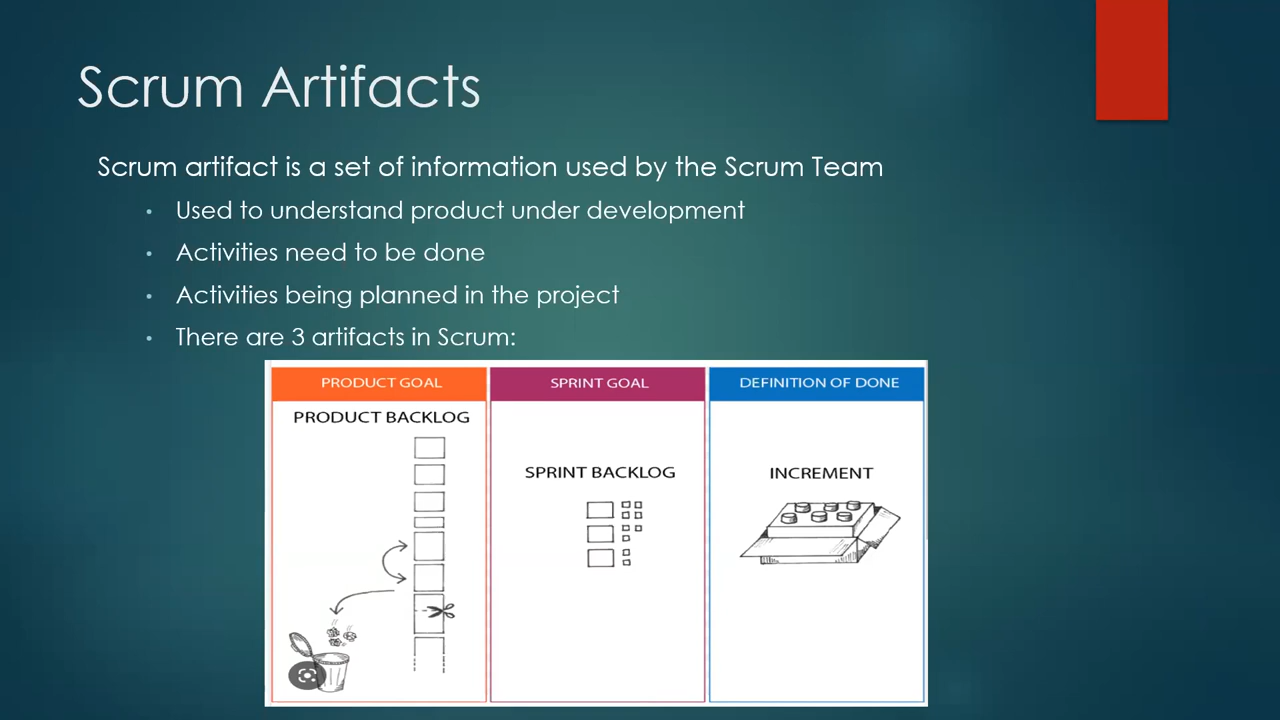 Scrum Artifacts
Scrum artifact is a set of information used by the Scrum Team
• Used to understand product under development
• Activities need to be done
• Activities being planned in the project
• There are 3 artifacts in Scrum:
PRODUCT GOAL
PRODUCT BACKLOG
SPRINT GOAL
SPRINT BACKLOG
DEFINITION OF DONE
INCREMENT